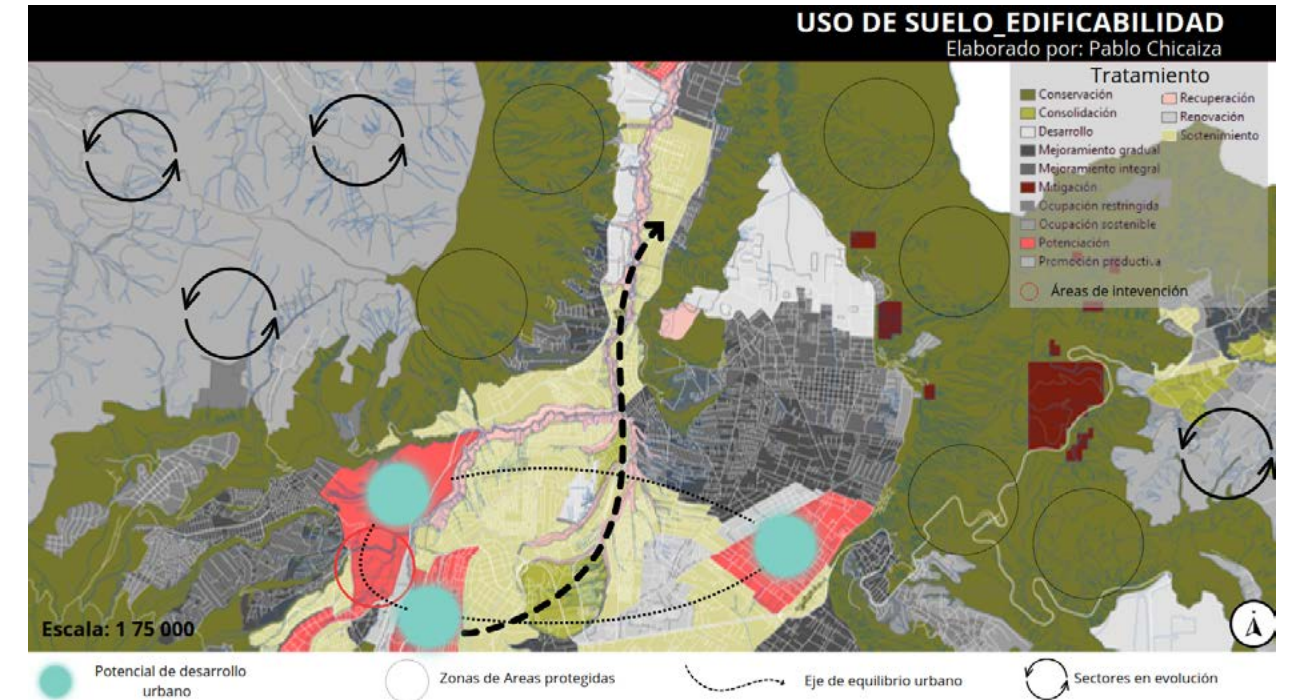 USO DE SUELO_EDIFICABILIDAD
Elaborado por: Pablo Chicaiza
Tratamiento
Conservación
Consolidación
Desarrollo
Mejoramiento gradual
Mejoramiento integral
Mitigación
Ocupación restringida
Ocupación sostenible
Potenciación
Promoción productiva
Recuperación
Renovación
Sostenimiento
Áreas de intevención
Escala: 1 75 000
Potencial de desarrollo
urbano
Zonas de Areas protegidas
Eje de equilibrio urbano
Sectores en evolución